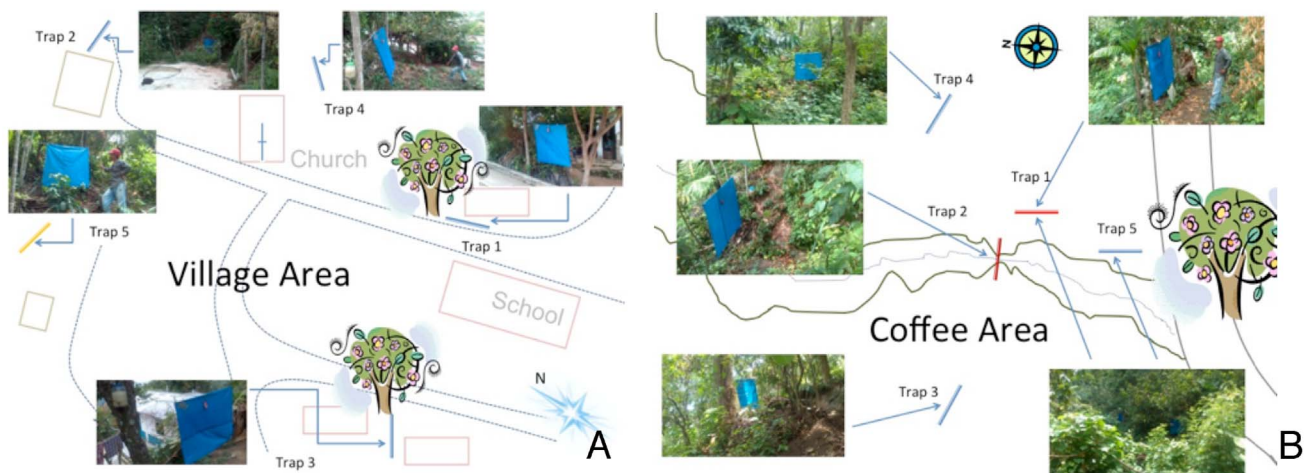 Trap 2
Trap 4
Church
Trap 5
Trap 1
Village Area
School
N
Trap 3
A
N
Trap 4
Trap 1
Trap 2
Trap 5
Coffee Area
Trap 3
B